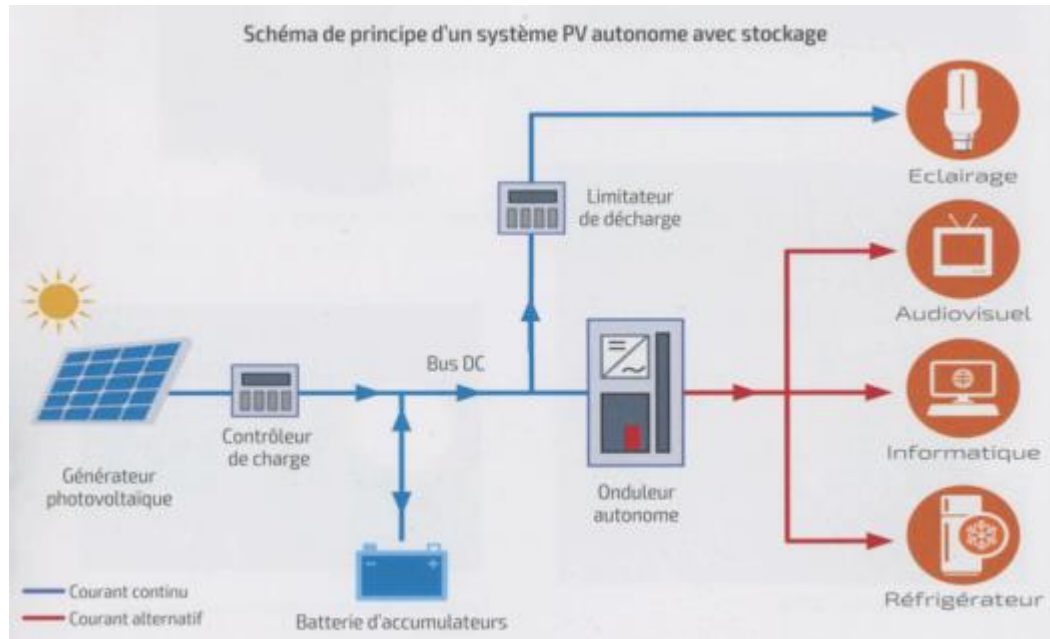 Schéma de principe d'un système PV autonome avec stockage
Eclairage
Limitateur
de décharge
Audiovisuel
Bus DC
Contrôleur
de charge
Informatique
Générateur
photovoltaïque
Onduleur
autonome
Réfrigérateur
Courant continu
Courant alternatif
Batterie d'accumulateurs